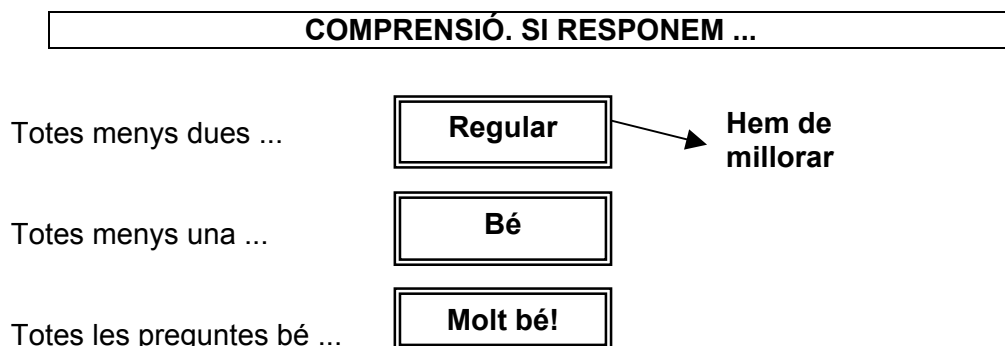 COMPRENSIÓ. SI RESPONEM ...
Totes menys dues ...
Regular
Hem de
millorar
Totes menys una ...
Bé
Totes les preguntes bé ...
Molt bé!